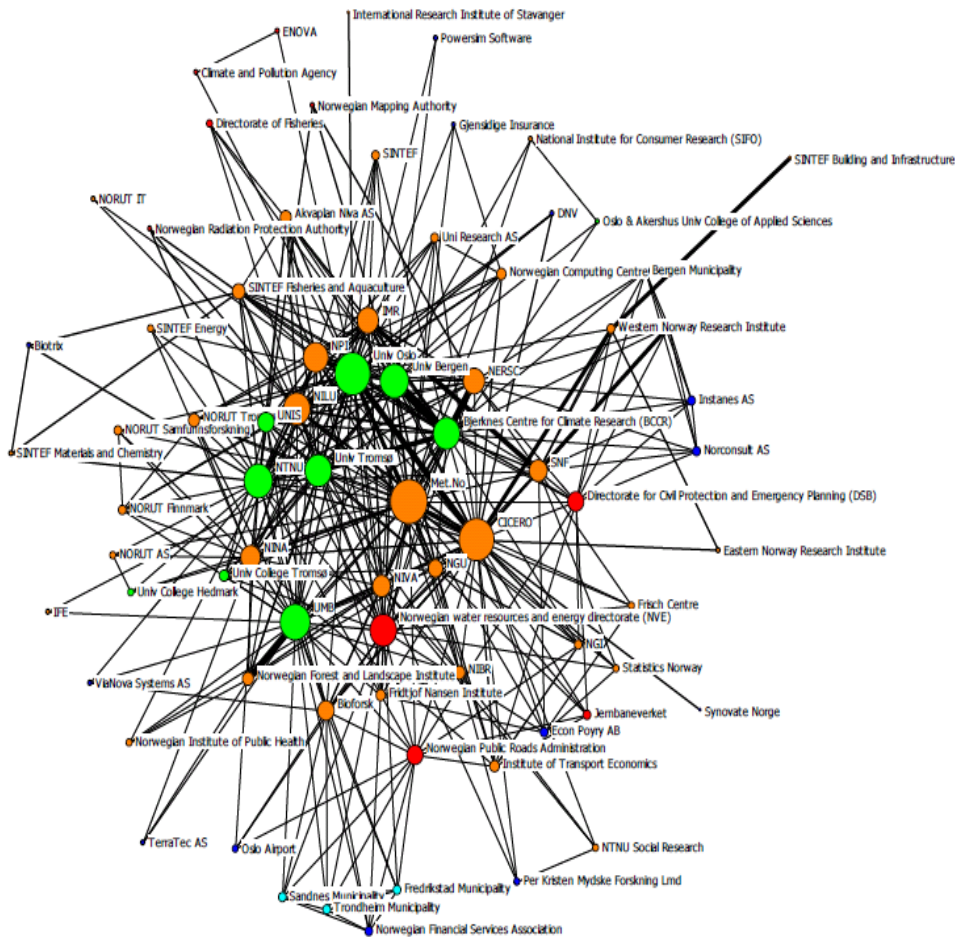 International Research Institute of Stavanger
ENOVA
Powersim Software
Climate and Pollution Agency
Norwegian Mapping Authority
Directorate of Fisheries
Gjensidige Insurance
National Institute for Consumer Research (SIFO)
SINTEF
SINTEF Building and Infrastructure
NORUT IT
Akvaplan Niva AS
DNV
Oslo & Akershus Univ College of Applied Sciences
Norwegian Radiation Protection Authority
Uni Research AS
Norwegian Computing Centre
Bergen Municipality
SINTEF Fisheries and Aquaculture
IMR
SINTEF Energy
Western Norway Research Institute
Biotrix
NPI
Univ Oslo
Univ Bergen
NERSC
NILU
Instanes AS
NORUT Tro
UNIS
NORUT Samfunnsforskning
Bjerknes Centre for Climate Research (BCCR)
SINTEF Materials and Chemistry
Norconsult AS
NTNU
Univ Tromsø
SNF
Met.No
Directorate for Civil Protection and Emergency Planning (DSB)
NORUT Finnmark
CICERO
NORUT AS
NINA
Eastern Norway Research Institute
Univ College Tromsø
NGU
NIVA
Univ College Hedmark
IFE
UMB
Frisch Centre
Norwegian water resources and energy directorate (NVE)
NGI
Statistics Norway
NIBR
Norwegian Forest and Landscape Institute
ViaNova Systems AS
Fridtjof Nansen Institute
Bioforsk
Synovate Norge
Jernbaneverket
Econ Poyry AB
Norwegian Institute of Public Health
Norwegian Public Roads Administration
Institute of Transport Economics
TerraTec AS
Oslo Airport
NTNU Social Research
Per Kristen Mydske Forskning Lmd
Fredrikstad Municipality
Sandnes Municipality
Trondheim Municipality
Norwegian Financial Services Association